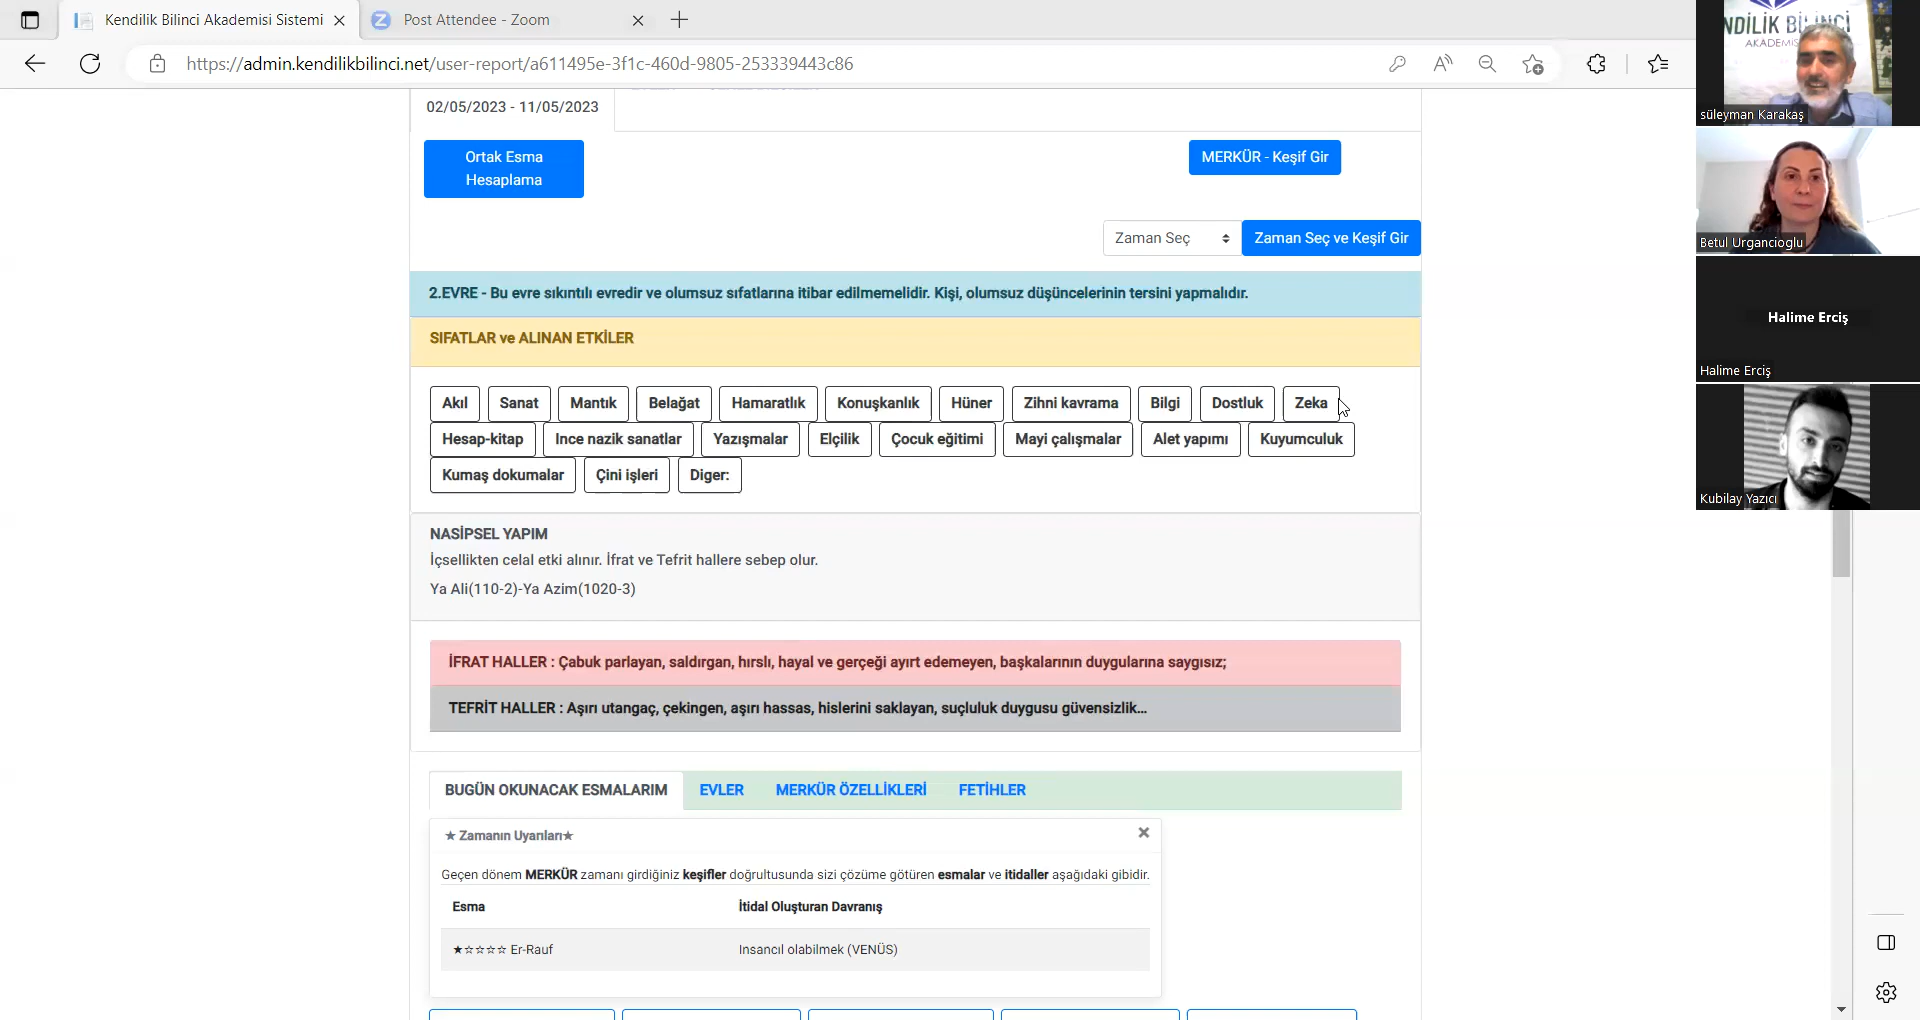 Kendilik Bilinci Akademisi Sistemi
Post Attendee - Zoom
https://admin.kendilikbilinci.net/user-report/a611495e-3f1c-460d-9805-253339443c86
NDİLİK BİLİNCİ
AKADEMİS
süleyman Karakaş
02/05/2023 - 11/05/2023
Ortak Esma
Hesaplama
MERKÜR - Keşif Gir
Zaman Seç
Zaman Seç ve Keşif Gir
Betul Urgancioglu
2.EVRE - Bu evre sıkıntılı evredir ve olumsuz sıfatlarına itibar edilmemelidir. Kişi, olumsuz düşüncelerinin tersini yapmalıdır.
SIFATLAR ve ALINAN ETKİLER
Halime Erciş
Halime Erciş
Akıl Sanat Mantık Belağat Hamaratlık Konuşkanlık Hüner Zihni kavrama Bilgi Dostluk Zeka
Hesap-kitap Ince nazik sanatlar Yazışmalar Elçilik Çocuk eğitimi Mayi çalışmalar Alet yapımı Kuyumculuk
Kumaş dokumalar Çini işleri Diger:
Kubilay Yazıcı
NASİPSEL YAPIM
İçsellikten celal etki alınır. İfrat ve Tefrit hallere sebep olur.
Ya Ali(110-2)-Ya Azim(1020-3)
İFRAT HALLER : Çabuk parlayan, saldırgan, hırslı, hayal ve gerçeği ayırt edemeyen, başkalarının duygularına saygısız;
TEFRİT HALLER : Aşırı utangaç, çekingen, aşırı hassas, hislerini saklayan, suçluluk duygusu güvensizlik...
BUGÜN OKUNACAK ESMALARIM EVLER MERKÜR ÖZELLİKLERİ FETİHLER
★ Zamanın Uyarıları★
Geçen dönem MERKÜR zamanı girdiğiniz keşifler doğrultusunda sizi çözüme götüren esmalar ve itidaller aşağıdaki gibidir.
Esma İtidal Oluşturan Davranış
★☆☆☆☆ Er-Rauf Insancıl olabilmek (VENÜS)